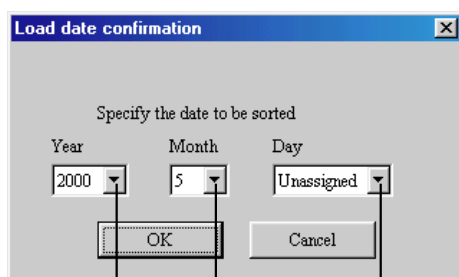 Load date confirmation
Specify the date to be sorted
Year Month Day
2000 5 Unassigned
OK Cancel